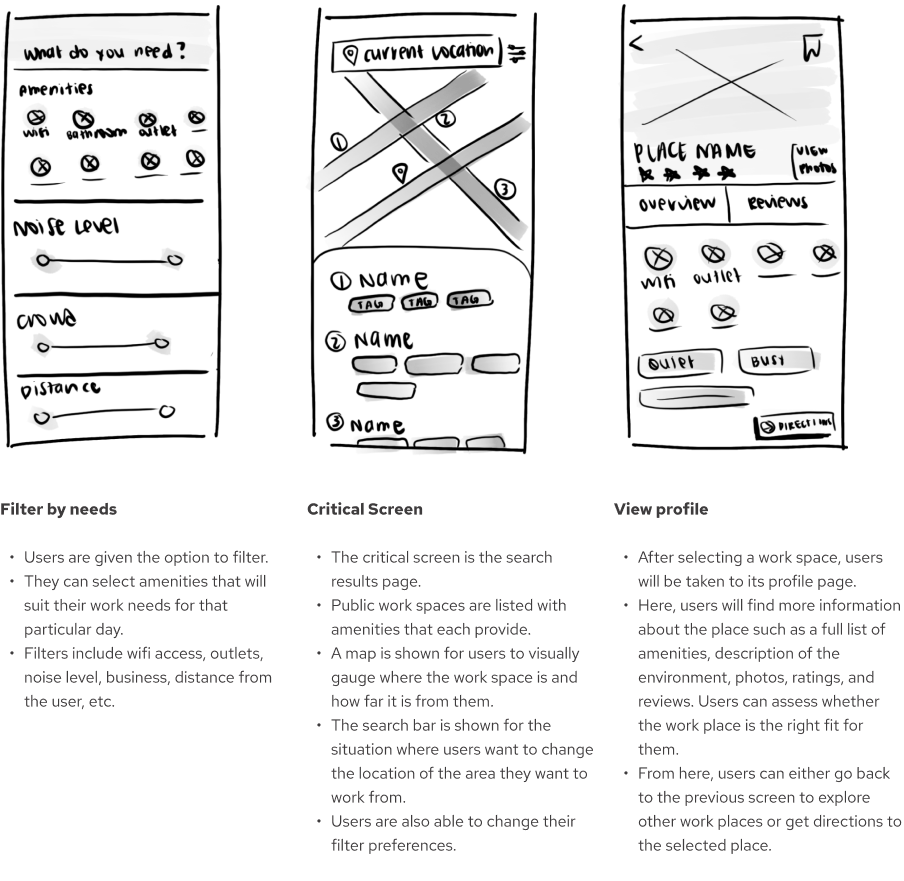 What do you need?
Amenities
wifi
Bathroom
outlet
Noise Level
Crowd
Distance
current location
1
2
3
1 Name
TAG TAG TAG
2 Name
3 Name
PLACE NAME
VIEW
Photos
overview
Reviews
wifi outlet
QUIET
BUSY
DIRECTIONS
Filter by needs
• Users are given the option to filter.
• They can select amenities that will
suit their work needs for that
particular day.
• Filters include wifi access, outlets,
noise level, business, distance from
the user, etc.
Critical Screen
• The critical screen is the search
results page.
• Public work spaces are listed with
amenities that each provide.
• A map is shown for users to visually
gauge where the work space is and
how far it is from them.
• The search bar is shown for the
situation where users want to change
the location of the area they want to
work from.
• Users are also able to change their
filter preferences.
View profile
• After selecting a work space, users
will be taken to its profile page.
• Here, users will find more information
about the place such as a full list of
amenities, description of the
environment, photos, ratings, and
reviews. Users can assess whether
the work place is the right fit for
them.
• From here, users can either go back
to the previous screen to explore
other work places or get directions to
the selected place.